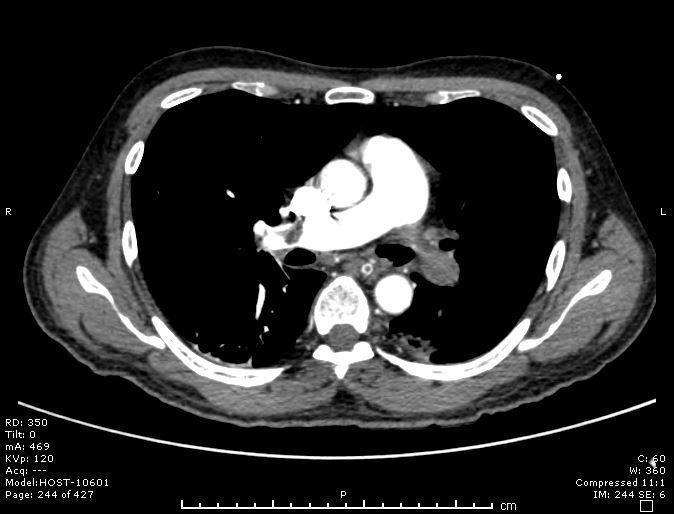 R
L
RD: 350
Tilt: 0
mA: 469
KVp: 120
Acq: ---
Model:HOST-10601
Page: 244 of 427
P
cm
C: 60
W: 360
Compressed 11:1
IM: 244 SE: 6